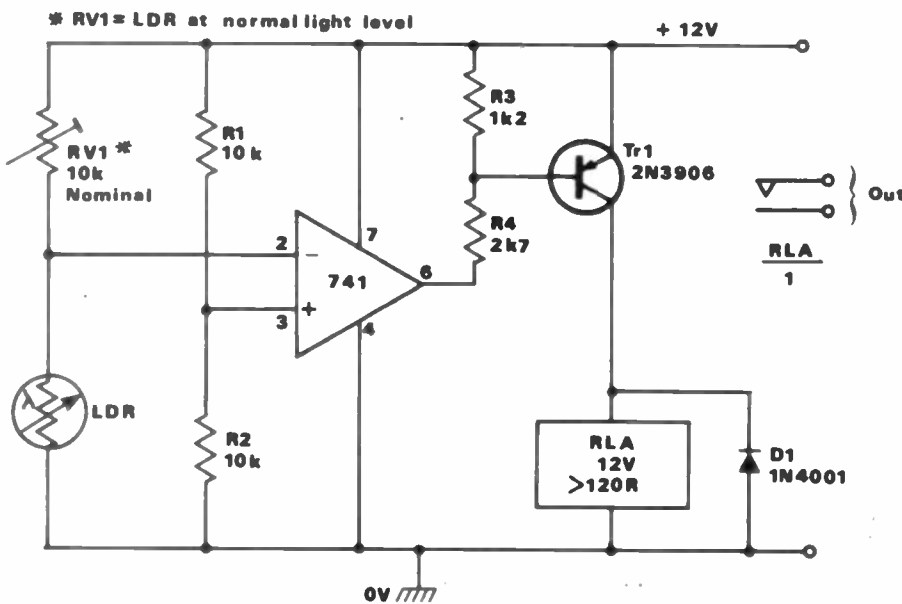 * RV1= LDR at normal light level
+ 12V
RV1 *
10k
Nominal
R1
10k
R3
1k2
Tr1
2N3906
R4
2k7
2
-
7
741
6
+
3
4
Out
RLA
1
λ
LDR
R2
10k
RLA
12V
>120R
D1
1N4001
0V